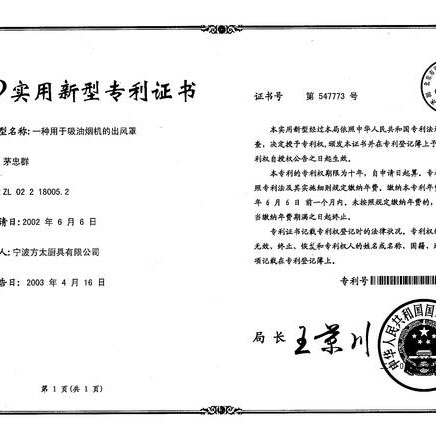 实用新型专利证书
型名称:一种用于吸油烟机的出风罩
茅忠群
ZL 02 2 18005.2
请日:2002 年 6 月 6 日
宁波方太厨具有限公司
告日:2003 年 4 月 16 日
第 1 页(共 1 页)
证书号 第 547773 号
本实用新型经过本局依照中华人民共和国专利法
查,决定授予专利权,颁发本证书并在专利登记簿上予
利权自授权公告之日起生效。
本专利的专利权期限为十年,自申请日起算。专
照专利法及其实施细则规定缴纳年费。缴纳本专利年
年 6 月 6 日 前一个月内。未按照规定缴纳年费的,
当缴纳年费期满之日起终止。
专利证书记载专利权登记时的法律状况。专利权
无效、终止、恢复和专利权人的姓名或名称、国籍、
项记载在专利登记簿上。
专利号
局长 王景川
中华人民共和国国